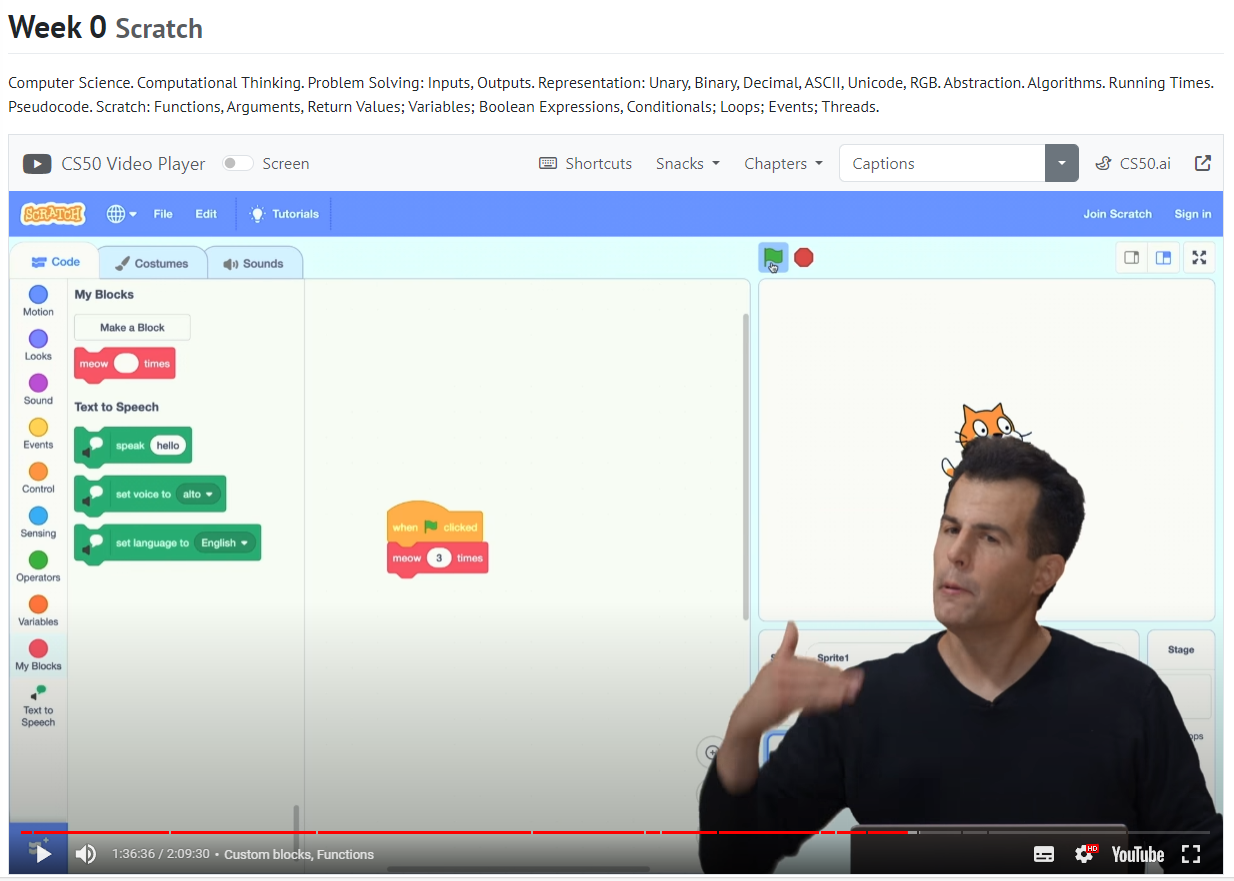 Week 0 Scratch
Computer Science. Computational Thinking. Problem Solving: Inputs, Outputs. Representation: Unary, Binary, Decimal, ASCII, Unicode, RGB. Abstraction. Algorithms. Running Times.
Pseudocode. Scratch: Functions, Arguments, Return Values; Variables; Boolean Expressions, Conditionals; Loops; Events; Threads.
CS50 Video Player Screen Shortcuts Snacks Chapters Captions CS50.ai
SCRATCH File Edit Tutorials Join Scratch Sign in
Code Costumes Sounds
Motion
Looks
Sound
Events
Control
Sensing
Operators
Variables
My Blocks
Text to
Speech
My Blocks
Make a Block
meow times
Text to Speech
speak hello
set voice to alto
set language to English
when clicked
meow 3 times
Sprite1
Stage
1:36:36 / 2:09:30 • Custom blocks, Functions HD YouTube